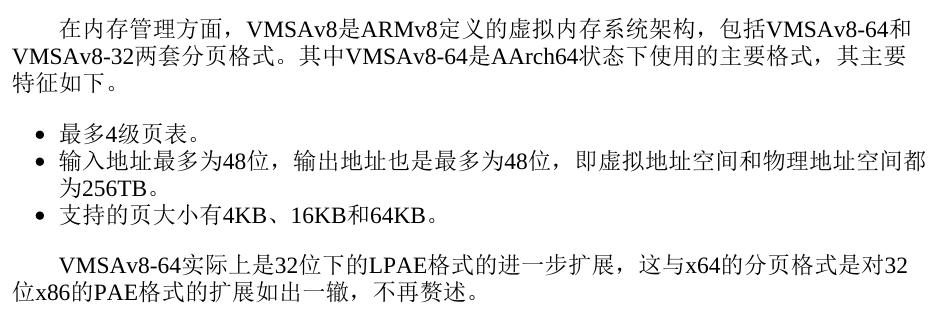 在内存管理方面，VMSAv8是ARMv8定义的虚拟内存系统架构，包括VMSAv8-64和
VMSAv8-32两套分页格式。其中VMSAv8-64是AArch64状态下使用的主要格式，其主要
特征如下。
• 最多4级页表。
• 输入地址最多为48位，输出地址也是最多为48位，即虚拟地址空间和物理地址空间都
为256TB。
• 支持的页大小有4KB、16KB和64KB。
VMSAv8-64实际上是32位下的LPAE格式的进一步扩展，这与x64的分页格式是对32
位x86的PAE格式的扩展如出一辙，不再赘述。